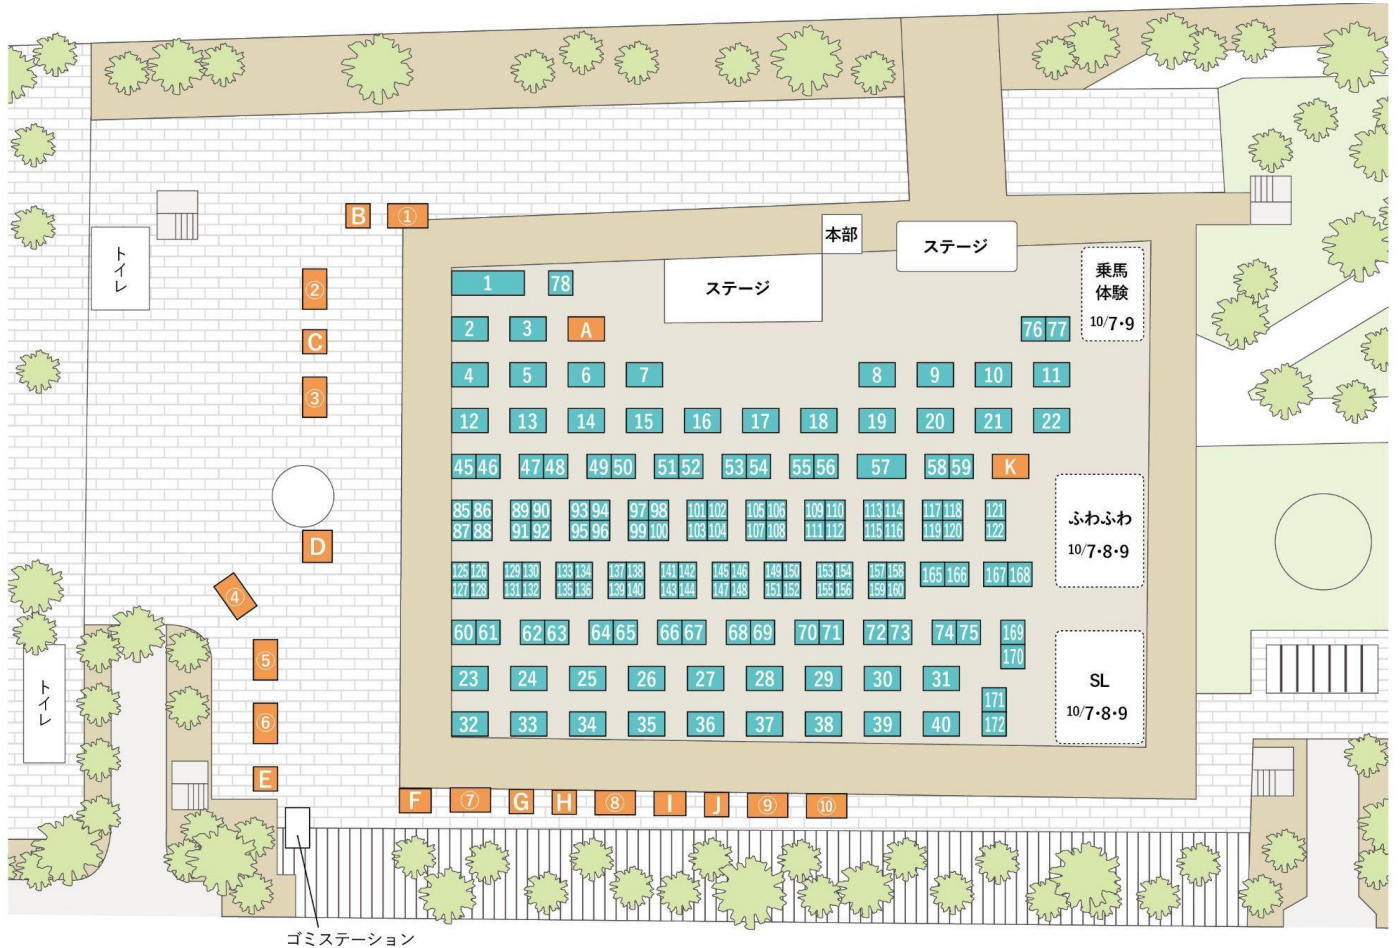 B ①
本部
ステージ
ステージ
トイレ
乗馬
体験
10/7・9
②
1 78
2 3 A 76 77
C
4 5 6 7 8 9 10 11
③
12 13 14 15 16 17 18 19 20 21 22
45 46 47 48 49 50 51 52 53 54 55 56 57 58 59 K
85 86 89 90 93 94 97 98 101 102 105 106 109 110 113 114 117 118 121
87 88 91 92 95 96 99 100 103 104 107 108 111 112 115 116 119 120 122
ふわふわ
10/7・8・9
D
125 126 129 130 133 134 137 138 141 142 145 146 149 150 153 154 157 158 165 166 167 168
127 128 131 132 135 136 139 140 143 144 147 148 151 152 155 156 159 160
④
60 61 62 63 64 65 66 67 68 69 70 71 72 73 74 75 169
170
⑤
23 24 25 26 27 28 29 30 31
171
SL
10/7・8・9
トイレ
⑥
32 33 34 35 36 37 38 39 40 172
E
F ⑦ G H ⑧ I J ⑨ ⑩
ゴミステーション